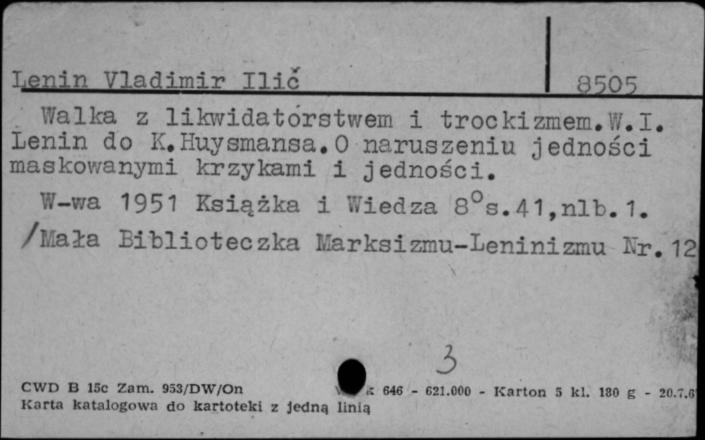 Lenin Vladimir Ilič 8505
Walka z likwidatorstwem i trockizmem.W.I.
Lenin do K.Huysmansa.O naruszeniu jedności
maskowanymi krzykami i jedności.
W-wa 1951 Książka i Wiedza 8°s.41,nlb.1.
/Mała Biblioteczka Marksizmu-Leninizmu Nr.12
3
CWD B 15c Zam. 953/DW/On 646 - 621.000 - Karton 5 kl. 180 g - 20.7.6
Karta katalogowa do kartoteki z jedną linią